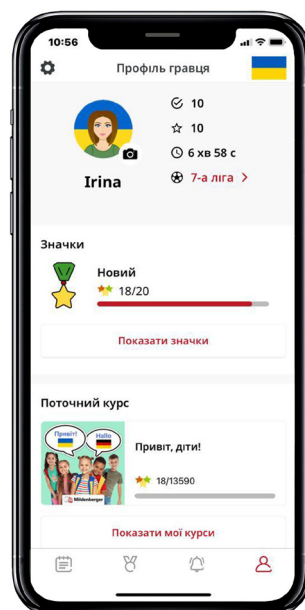 10:56
Профіль гравця
10
10
6 хв 58 с
7-а ліга
Irina
Значки
Новий
18/20
Показати значки
Поточний курс
Привіт!
Hallo
Mildenberger
Привіт, діти!
18/13590
Показати мої курси